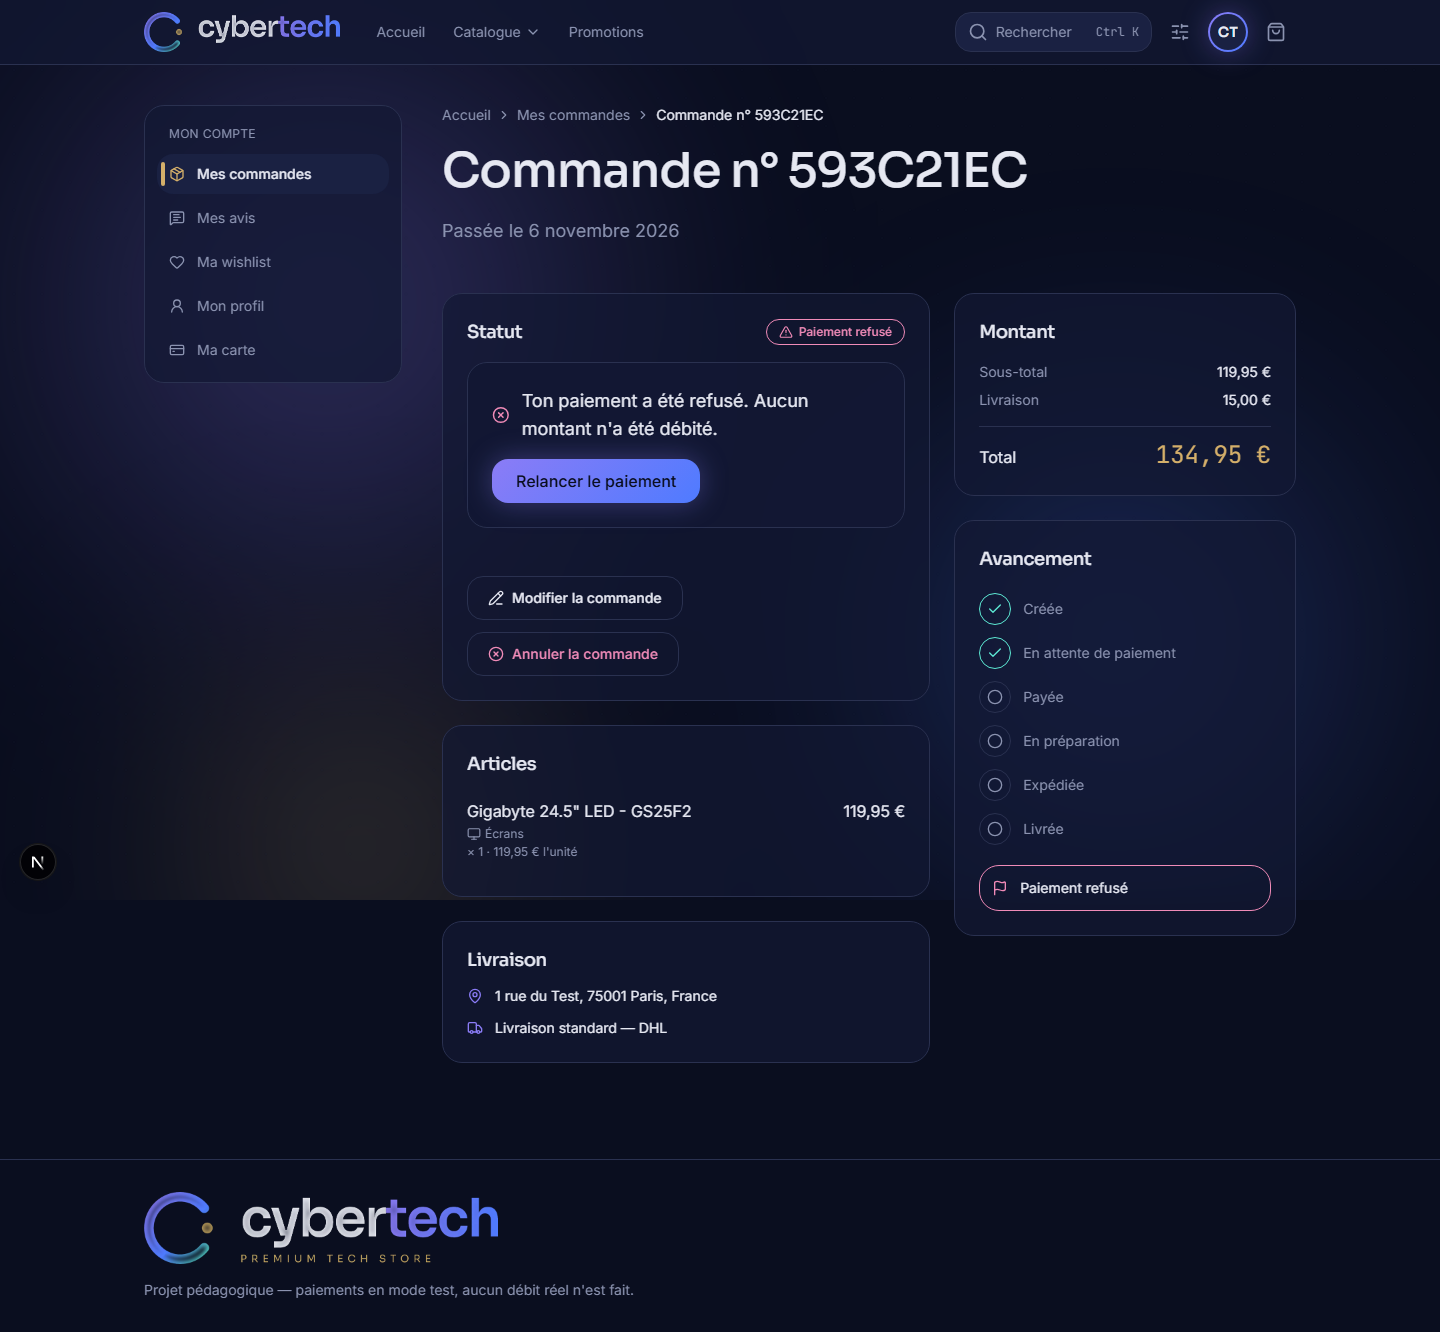 cybertech
Accueil
Catalogue
Promotions
Rechercher
Ctrl K
CT
MON COMPTE
Mes commandes
Mes avis
Ma wishlist
Mon profil
Ma carte
Accueil > Mes commandes > Commande n° 593C21EC
Commande n° 593C21EC
Passée le 6 novembre 2026
Statut
Paiement refusé
Ton paiement a été refusé. Aucun
montant n'a été débité.
Relancer le paiement
Modifier la commande
Annuler la commande
Articles
Gigabyte 24.5" LED - GS25F2
119,95 €
Écrans
× 1 · 119,95 € l'unité
Livraison
1 rue du Test, 75001 Paris, France
Livraison standard — DHL
Montant
Sous-total
119,95 €
Livraison
15,00 €
Total
134,95 €
Avancement
Créée
En attente de paiement
Payée
En préparation
Expédiée
Livrée
Paiement refusé
N
cybertech
PREMIUM TECH STORE
Projet pédagogique — paiements en mode test, aucun débit réel n'est fait.